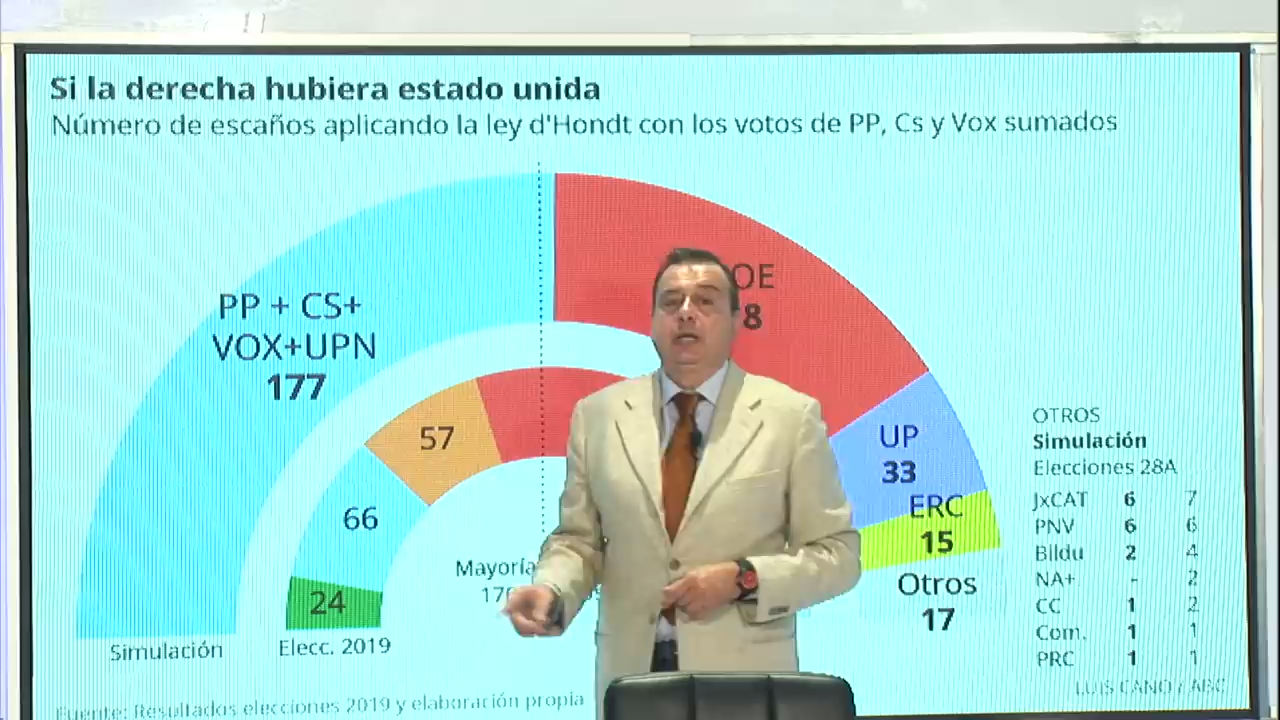 Si la derecha hubiera estado unida
Número de escaños aplicando la ley d'Hondt con los votos de PP, Cs y Vox sumados
PP + CS+
VOX+UPN
177
OE
8
57
66
24
Mayoría
UP
33
ERC
15
Otros
17
Simulación
Elecc. 2019
OTROS
Simulación
Elecciones 28A
JxCAT 6 7
PNV 6 6
Bildu 2 4
NA+ - 2
CC 1 2
Com. 1 1
PRC 1 1
LUIS CANO / ABC
Fuente: Resultados elecciones 2019 y elaboración propia